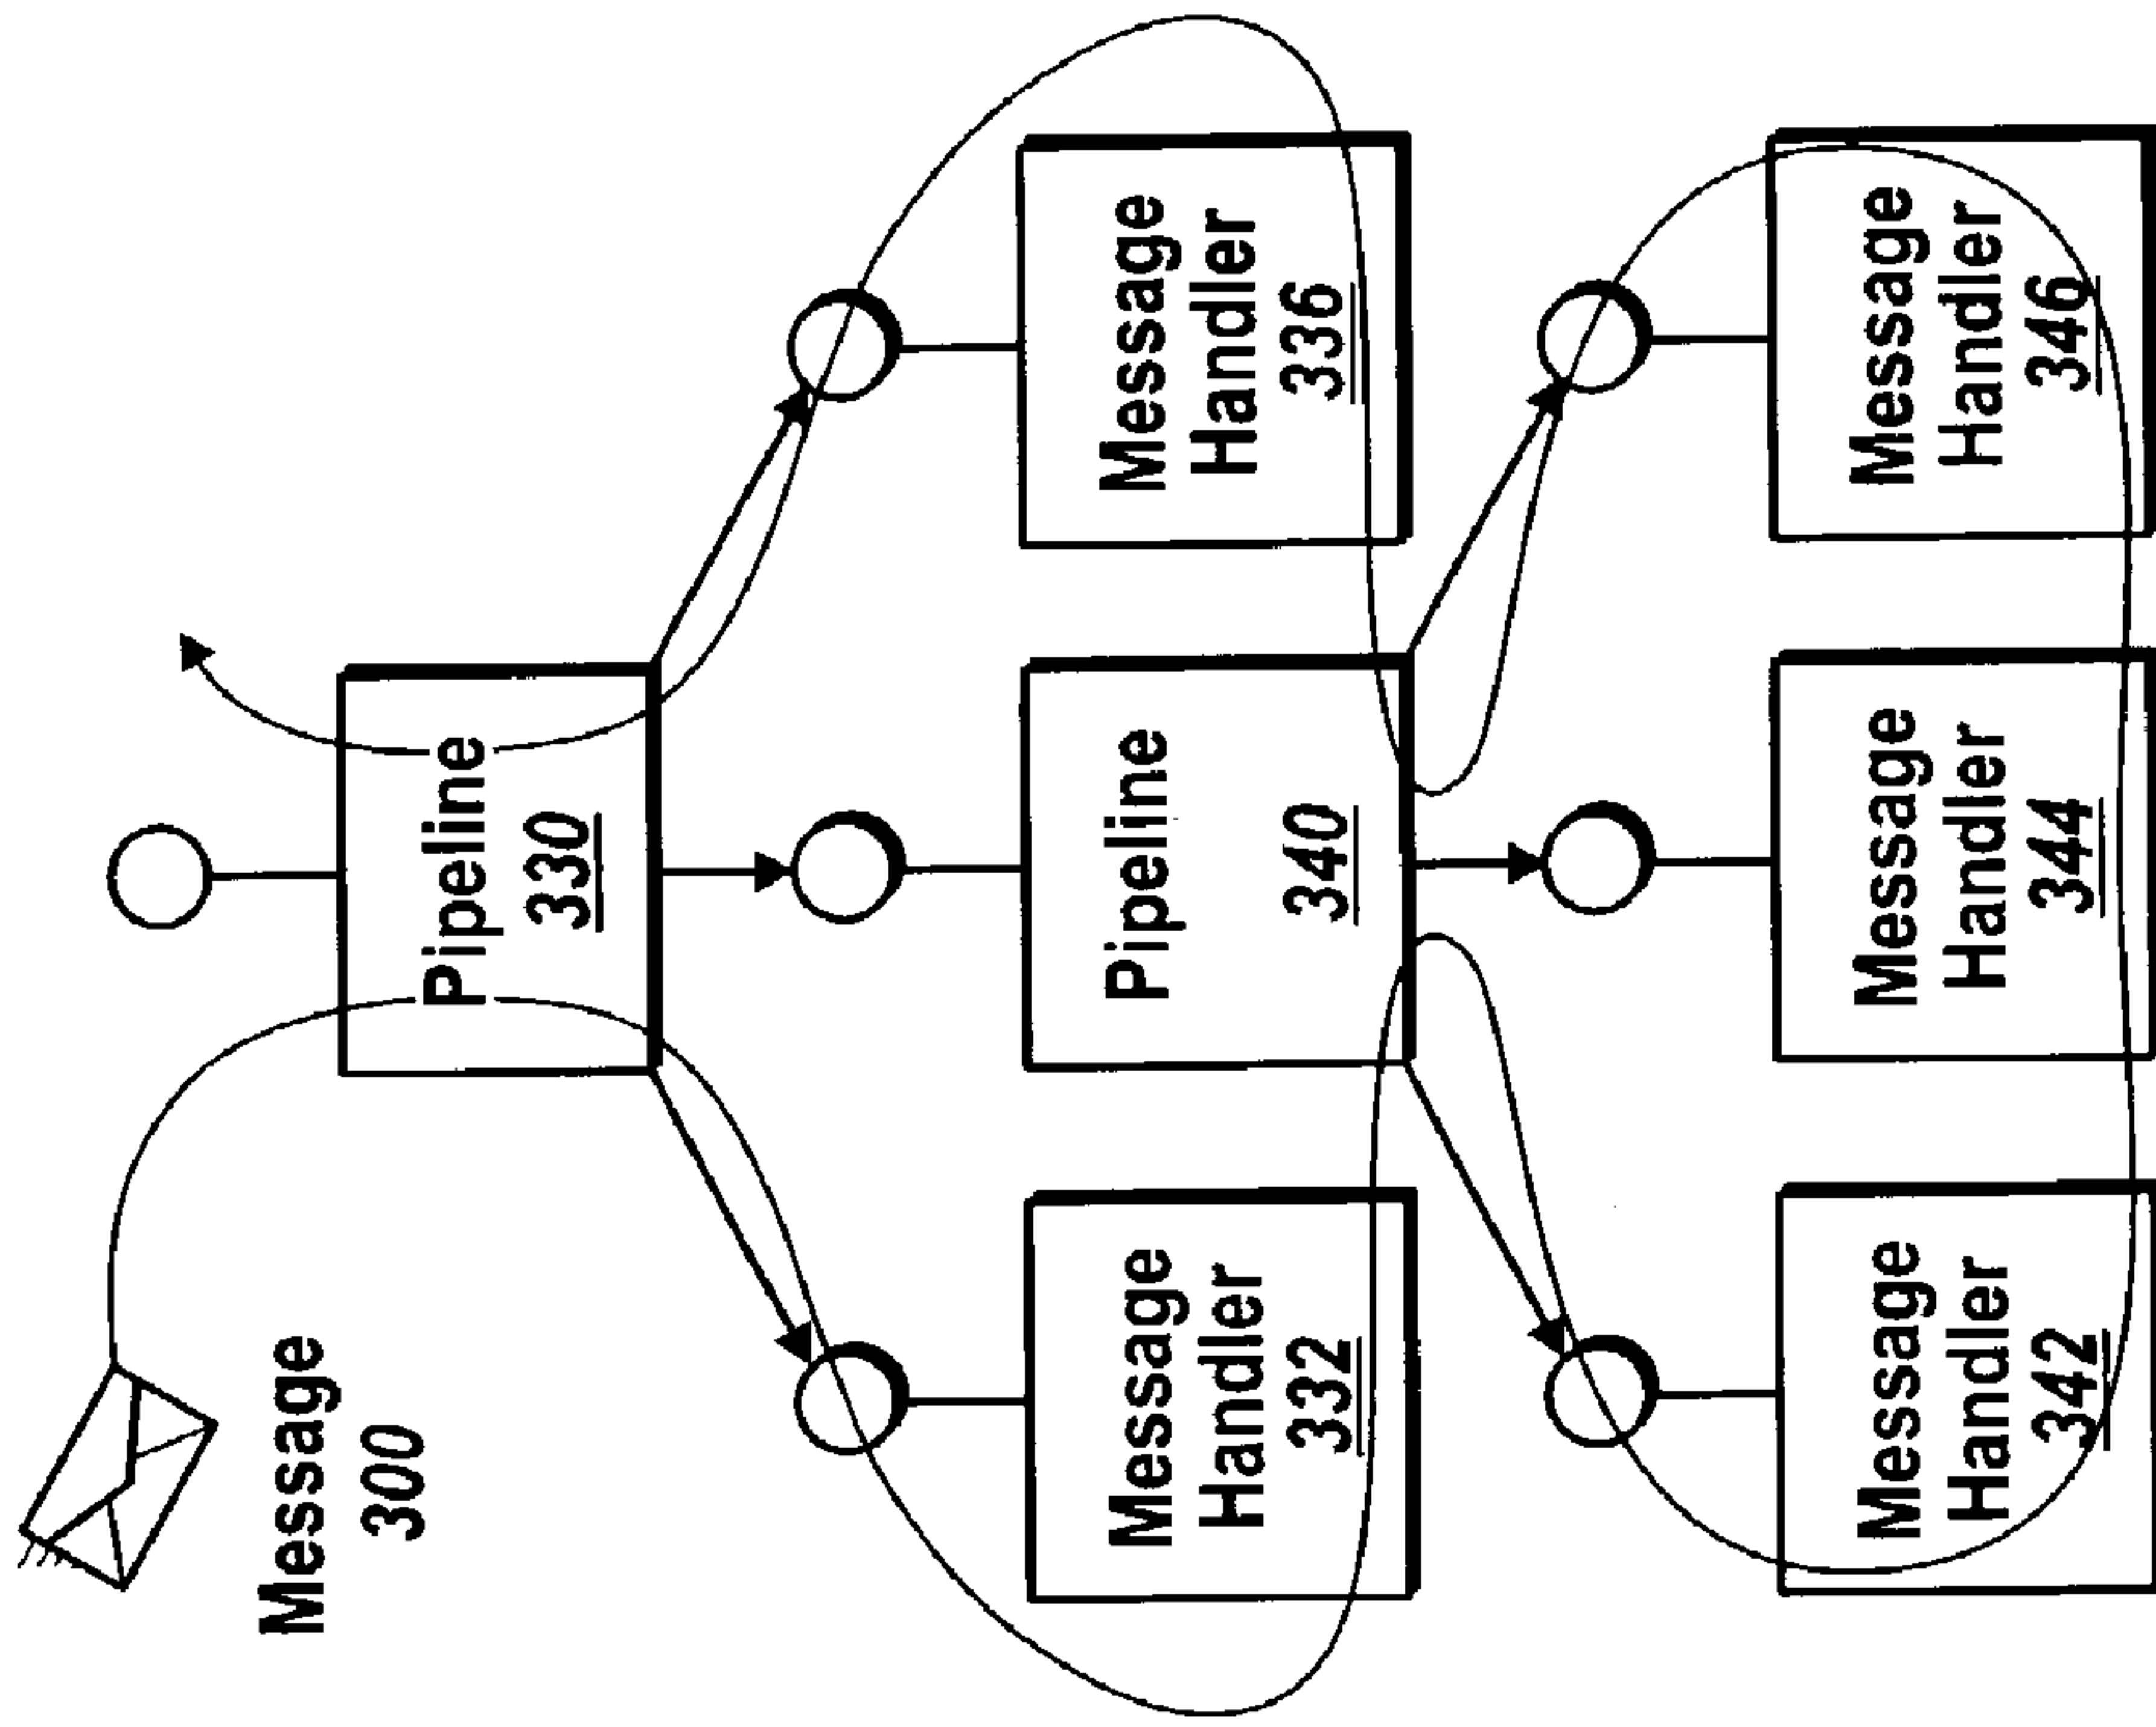 Message
300
Pipeline
330
Message
Handler
332
Pipeline
340
Message
Handler
336
Message
Handler
342
Message
Handler
344
Message
Handler
346